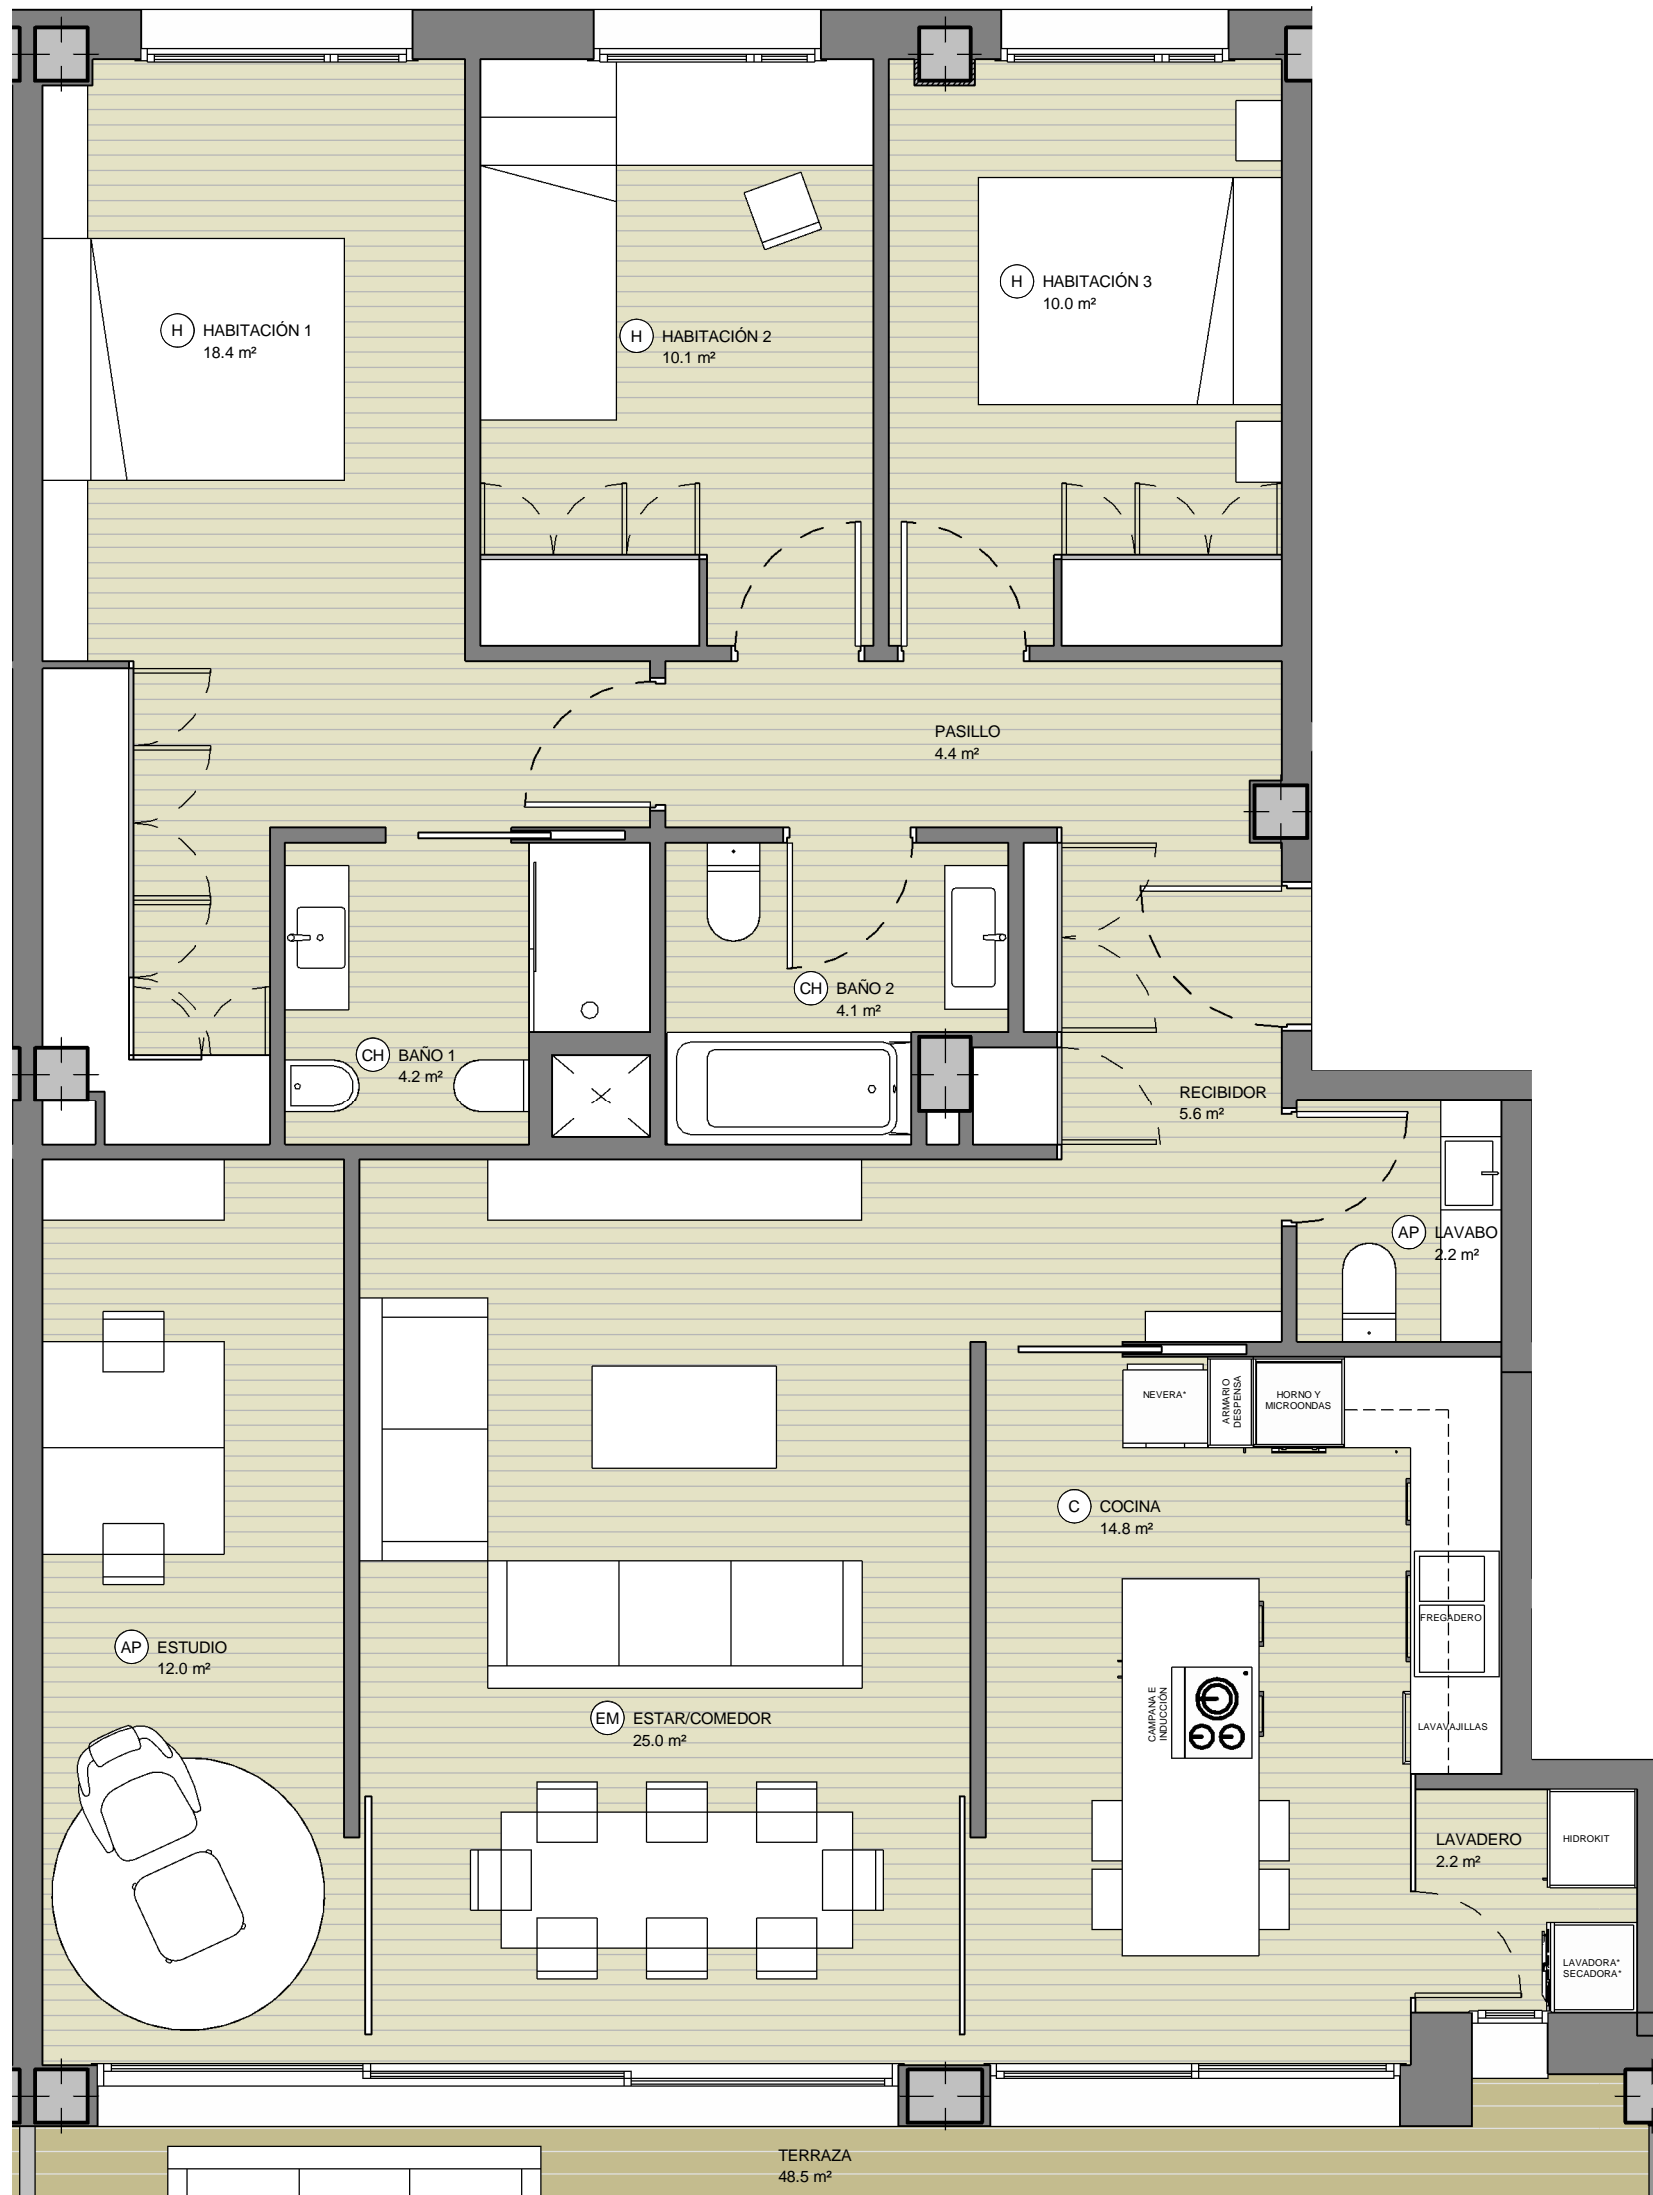 H
HABITACIÓN 1
18.4 m²
H
HABITACIÓN 2
10.1 m²
H
HABITACIÓN 3
10.0 m²
PASILLO
4.4 m²
CH
BAÑO 1
4.2 m²
CH
BAÑO 2
4.1 m²
RECIBIDOR
5.6 m²
AP
LAVABO
2.2 m²
NEVERA*
ARMARIO
DESPENSA
HORNO Y
MICROONDAS
C
COCINA
14.8 m²
FREGADERO
CAMPANA E
INDUCCIÓN
LAVAVAJILLAS
AP
ESTUDIO
12.0 m²
EM
ESTAR/COMEDOR
25.0 m²
LAVADERO
2.2 m²
HIDROKIT
LAVADORA*
SECADORA*
TERRAZA
48.5 m²